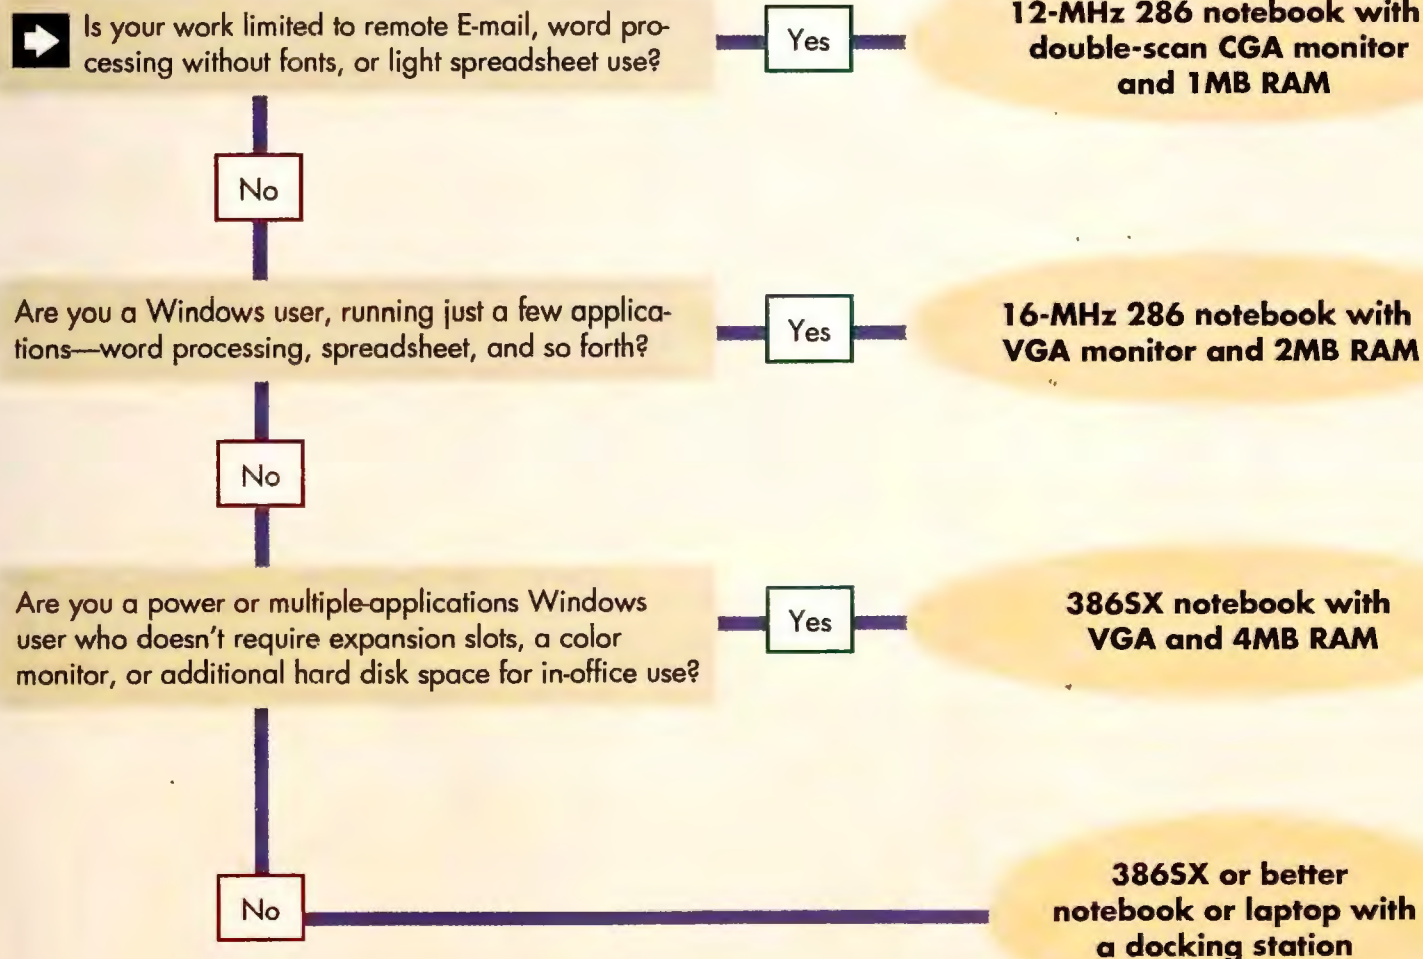 Is your work limited to remote E-mail, word pro-
cessing without fonts, or light spreadsheet use?
Yes
12-MHz 286 notebook with
double-scan CGA monitor
and 1MB RAM
No
Are you a Windows user, running just a few applica-
tions—word processing, spreadsheet, and so forth?
Yes
16-MHz 286 notebook with
VGA monitor and 2MB RAM
No
Are you a power or multiple-applications Windows
user who doesn't require expansion slots, a color
monitor, or additional hard disk space for in-office use?
Yes
386SX notebook with
VGA and 4MB RAM
No
386SX or better
notebook or laptop with
a docking station